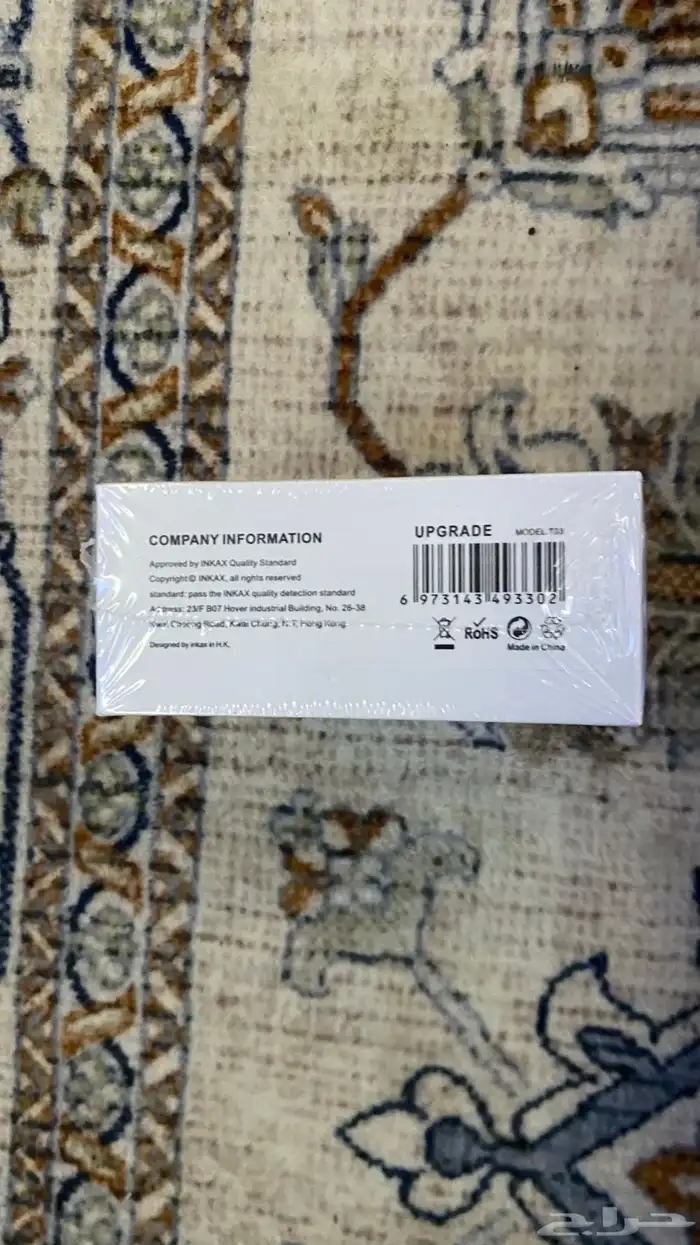 COMPANY INFORMATION
Approved by INKAX Quality Standard
Copyright© INKAX, all rights reserved
standard: pass the INKAX quality detection standard
Address: 23/F B07 Hover industrial Building, No. 26-38
Kwai Cheong Road, Kwai Chung, N.T, Hong Kong
Designed by inkax in H.K,
UPGRADE MODEL:T03
6 973143 493302
RoHS
Made in China
حراج